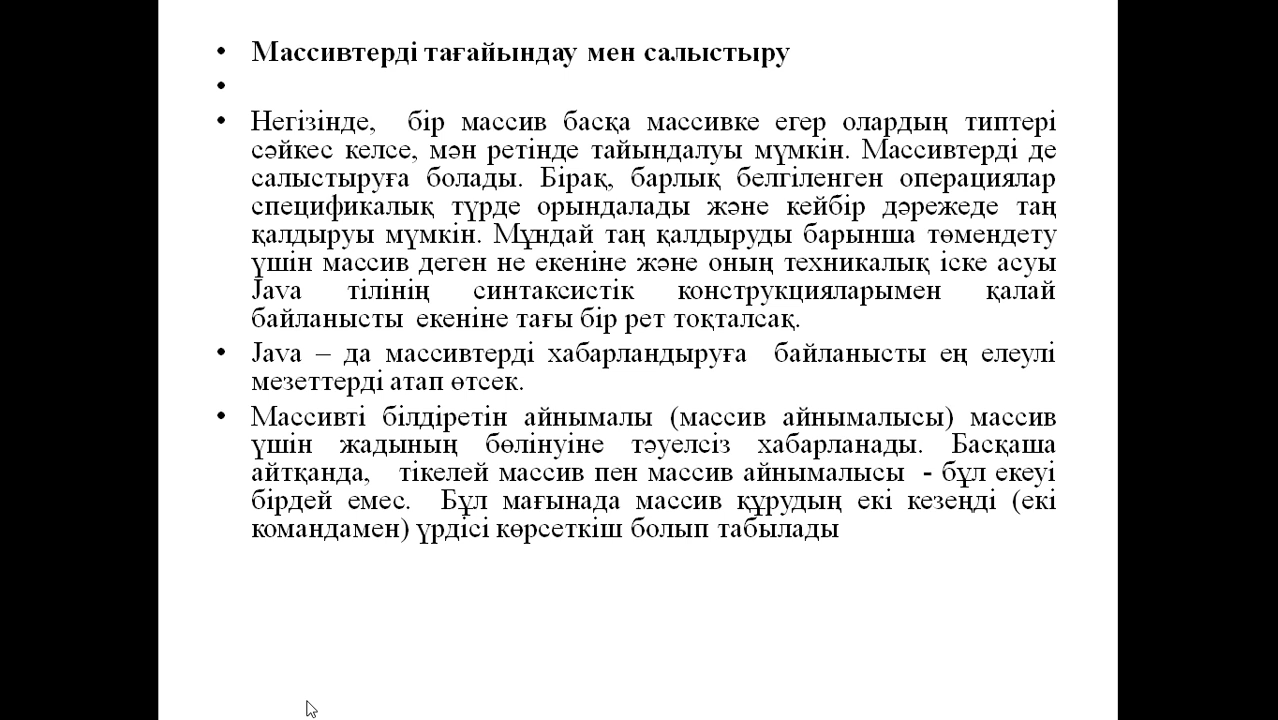 • Массивтерді тағайындау мен салыстыру
•
• Негізінде, бір массив басқа массивке егер олардың типтері
сәйкес келсе, мән ретінде тайындалуы мүмкін. Массивтерді де
салыстыруға болады. Бірақ, барлық белгіленген операциялар
спецификалық түрде орындалады және кейбір дәрежеде таң
қалдыруы мүмкін. Мұндай таң қалдыруды барынша төмендету
үшін массив деген не екеніне және оның техникалық іске асуы
Java тілінің синтаксистік конструкцияларымен қалай
байланысты екеніне тағы бір рет тоқталсақ.
• Java – да массивтерді хабарландыруға байланысты ең елеулі
мезеттерді атап өтсек.
• Массивті білдіретін айнымалы (массив айнымалысы) массив
үшін жадының бөлінуіне тәуелсіз хабарланады. Басқаша
айтқанда, тікелей массив пен массив айнымалысы - бұл екеуі
бірдей емес. Бұл мағынада массив құрудың екі кезеңді (екі
командамен) үрдісі көрсеткіш болып табылады